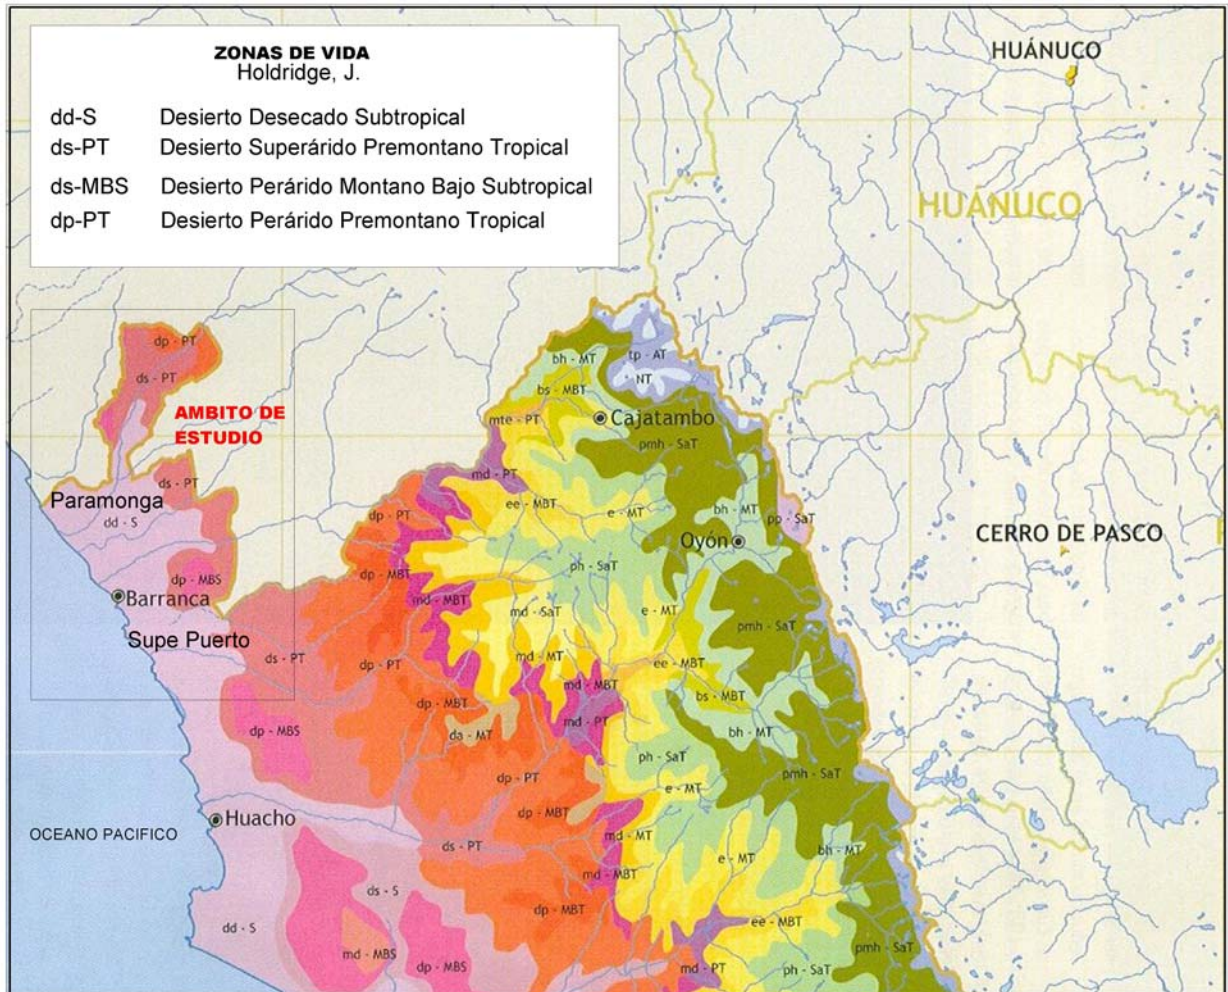 ZONAS DE VIDA
Holdridge, J.
dd-S Desierto Desecado Subtropical
ds-PT Desierto Superárido Premontano Tropical
ds-MBS Desierto Perárido Montano Bajo Subtropical
dp-PT Desierto Perárido Premontano Tropical
HUÁNUCO
HUÁNUCO
dp - PT
ds - PT
AMBITO DE
ESTUDIO
bh - MT
tp - AT
NT
bs - MBT
mte - PT
Cajatambo
pmh - SaT
md - PT
ds - PT
Paramonga
dd - S
dp - PT
ee - MBT
e - MT
bh - MT
pp - SaT
Oyón
CERRO DE PASCO
dp - MBS
dp - MBT
ph - SaT
Barranca
md - MBT
md - SaT
e - MT
pmh - SaT
Supe Puerto
ds - PT
dp - PT
md - MT
ee - MBT
md - MBT
bs - MBT
dp - MBT
dp - MBS
da - MT
md - PT
bh - MT
ph - SaT
pmh - SaT
dp - PT
e - MT
Huacho
dp - MBT
OCEANO PACIFICO
ds - PT
md - MT
e - MT
bh - MT
md - MBT
ds - S
dp - MBT
dd - S
ee - MBT
md - MBS
dp - MBS
md - PT
ph - SaT
pmh - SaT